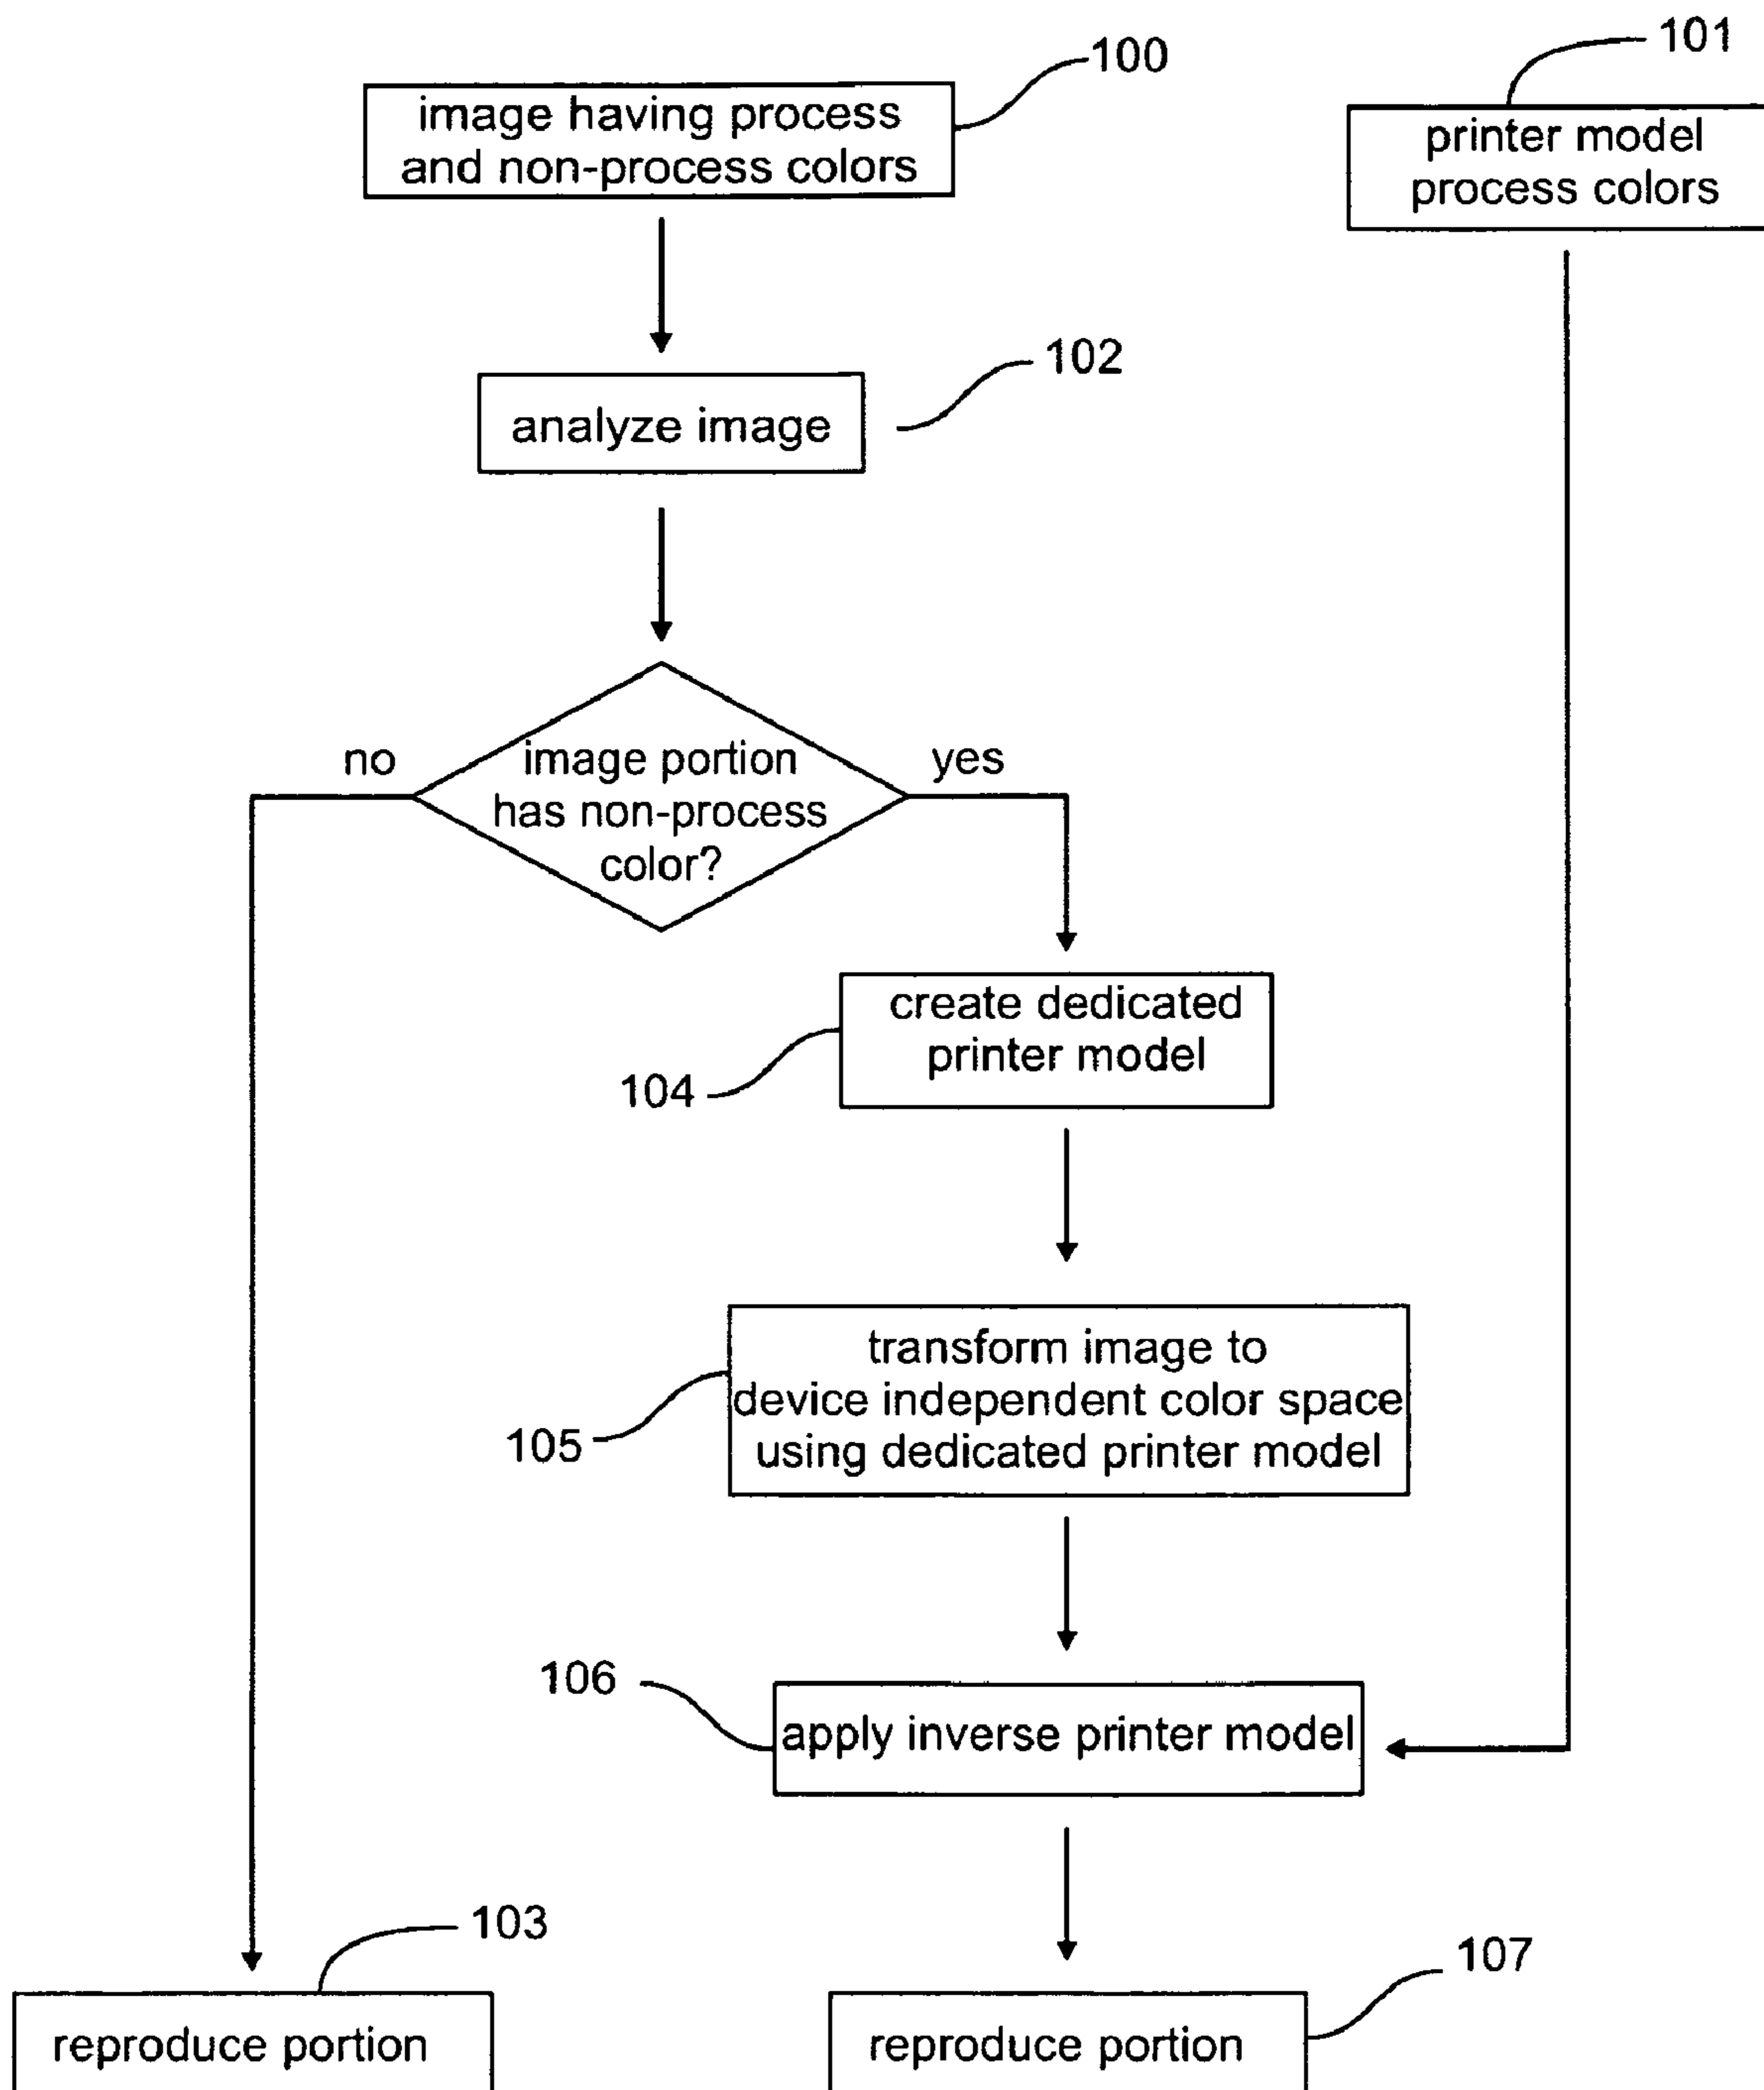 100
101
image having process
and non-process colors
printer model
process colors
102
analyze image
no
yes
image portion
has non-process
color?
create dedicated
printer model
104
transform image to
device independent color space
using dedicated printer model
105
106
apply inverse printer model
103
107
reproduce portion
reproduce portion